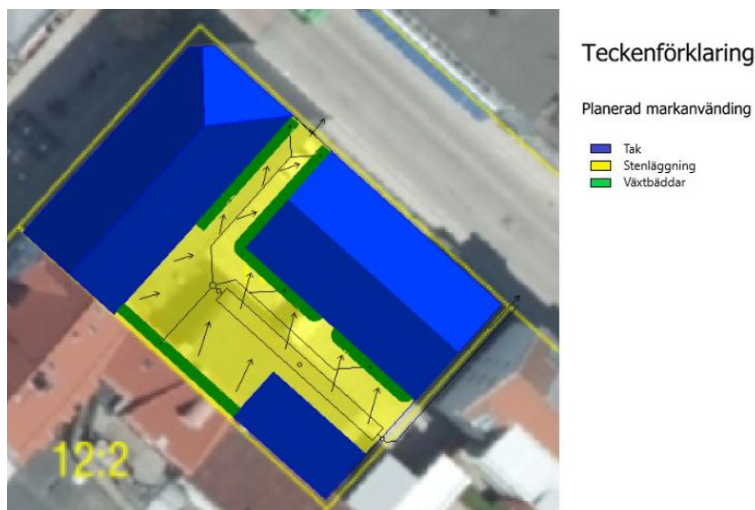 Teckenförklaring
Planerad markanvänding
Tak
Stenläggning
Växtbäddar
12:2